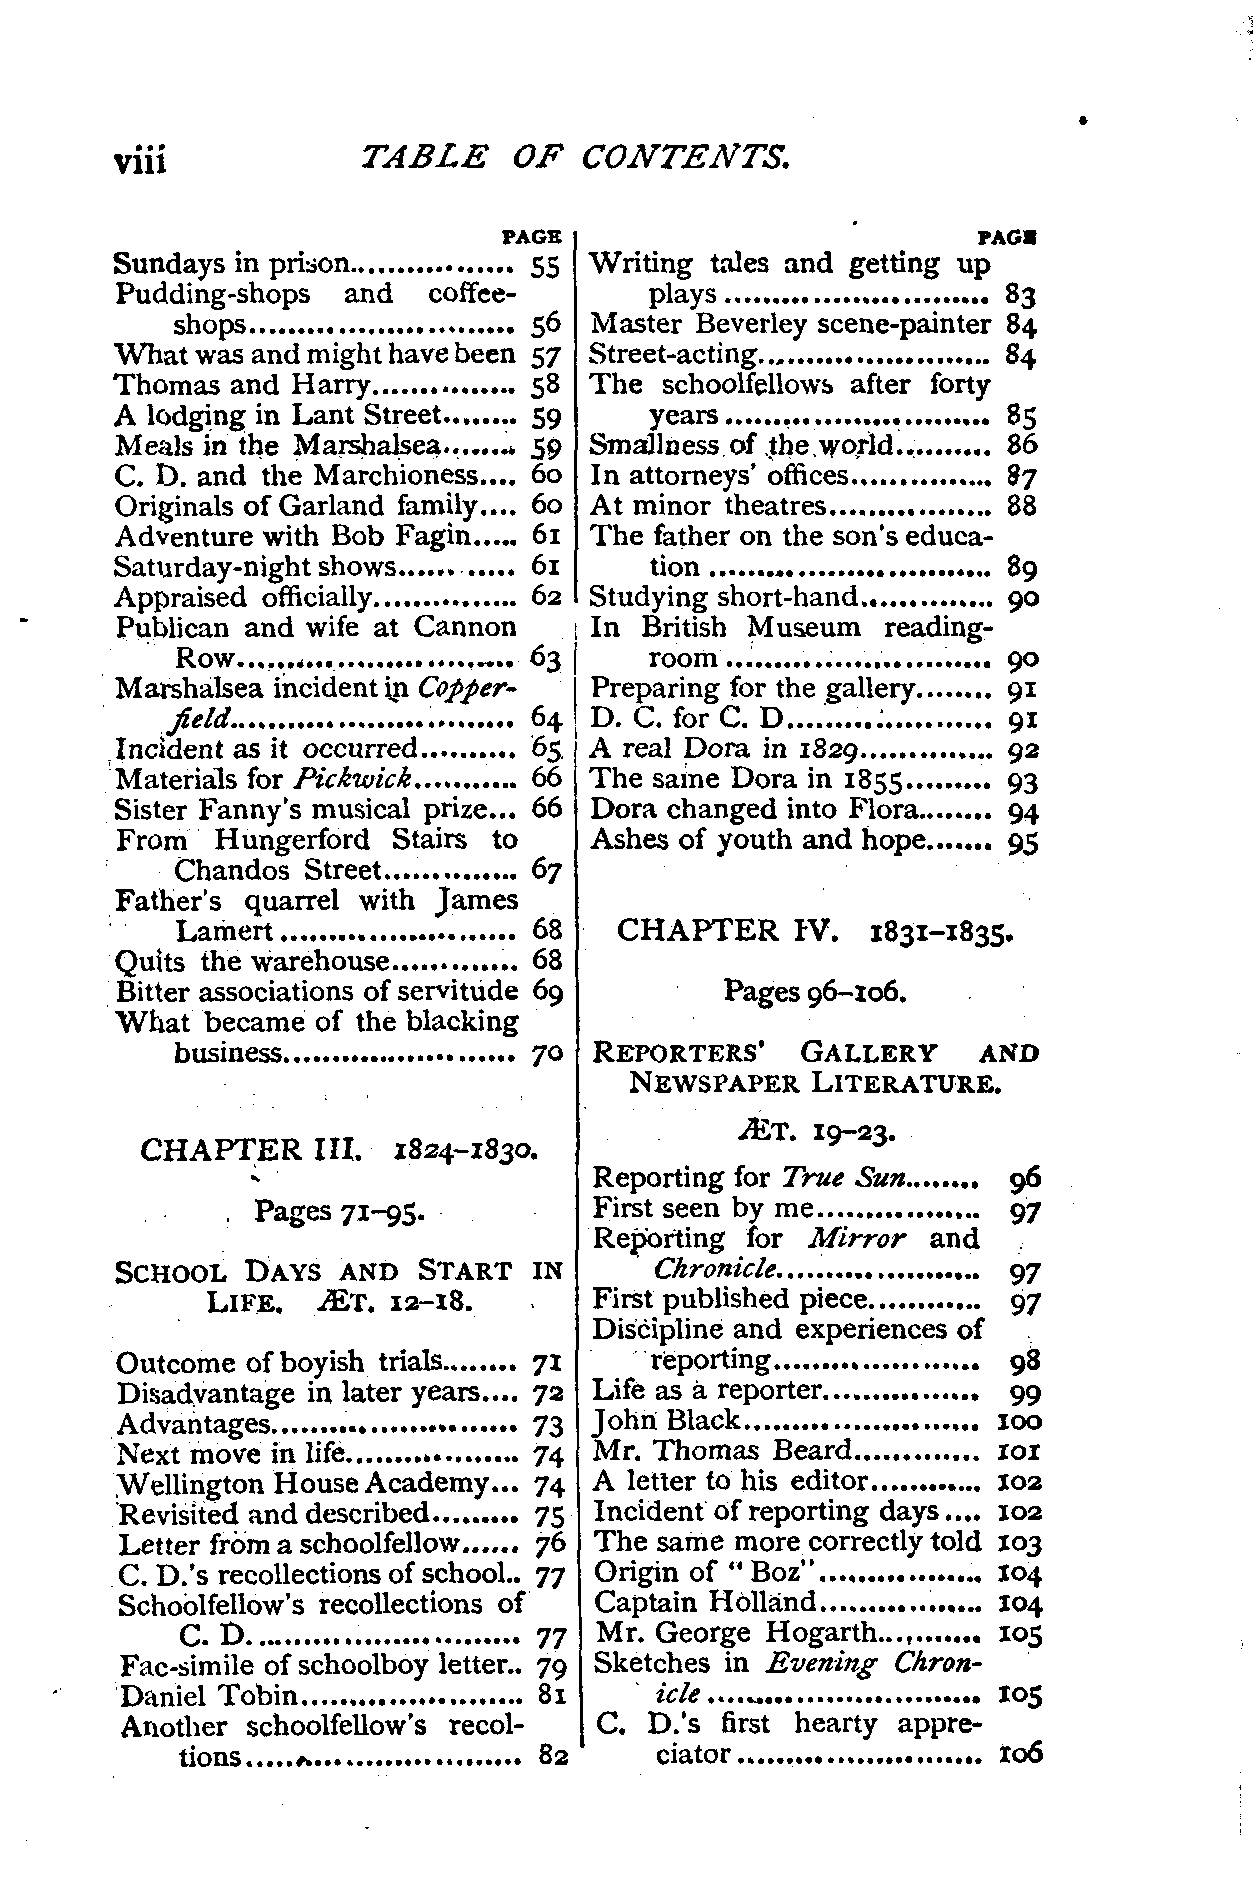 viii TABLE OF CONTENTS.
PAGE
Sundays in prison................. 55
Pudding-shops and coffee-
shops........................... 56
What was and might have been 57
Thomas and Harry............... 58
A lodging in Lant Street........ 59
Meals in the Marshalsea........ 59
C. D. and the Marchioness.... 60
Originals of Garland family.... 60
Adventure with Bob Fagin..... 61
Saturday-night shows............ 61
Appraised officially............... 62
Publican and wife at Cannon
Row............................ 63
Marshalsea incident in Copper-
field............................. 64
Incident as it occurred.......... 65
Materials for Pickwick........... 66
Sister Fanny's musical prize... 66
From Hungerford Stairs to
Chandos Street.............. 67
Father's quarrel with James
Lamert........................ 68
Quits the warehouse............. 68
Bitter associations of servitude 69
What became of the blacking
business........................ 70
CHAPTER III. 1824–1830.
Pages 71–95.
SCHOOL DAYS AND START IN
LIFE. ÆT. 12–18.
Outcome of boyish trials........ 71
Disadvantage in later years.... 72
Advantages......................... 73
Next move in life.................. 74
Wellington House Academy... 74
Revisited and described......... 75
Letter from a schoolfellow...... 76
C. D.'s recollections of school.. 77
Schoolfellow's recollections of
C. D............................ 77
Fac-simile of schoolboy letter.. 79
Daniel Tobin....................... 81
Another schoolfellow's recol-
tions............................ 82
PAGE
Writing tales and getting up
plays........................... 83
Master Beverley scene-painter 84
Street-acting........................ 84
The schoolfellows after forty
years........................... 85
Smallness of the world.......... 86
In attorneys' offices............... 87
At minor theatres................. 88
The father on the son's educa-
tion............................. 89
Studying short-hand.............. 90
In British Museum reading-
room........................... 90
Preparing for the gallery........ 91
D. C. for C. D..................... 91
A real Dora in 1829.............. 92
The same Dora in 1855......... 93
Dora changed into Flora........ 94
Ashes of youth and hope....... 95
CHAPTER IV. 1831–1835.
Pages 96–106.
REPORTERS' GALLERY AND
NEWSPAPER LITERATURE.
ÆT. 19–23.
Reporting for True Sun........ 96
First seen by me................. 97
Reporting for Mirror and
Chronicle..................... 97
First published piece............ 97
Discipline and experiences of
reporting..................... 98
Life as a reporter................ 99
John Black........................ 100
Mr. Thomas Beard............. 101
A letter to his editor............ 102
Incident of reporting days.... 102
The same more correctly told 103
Origin of "Boz"................. 104
Captain Holland................. 104
Mr. George Hogarth........... 105
Sketches in Evening Chron-
icle............................ 105
C. D.'s first hearty appre-
ciator......................... 106